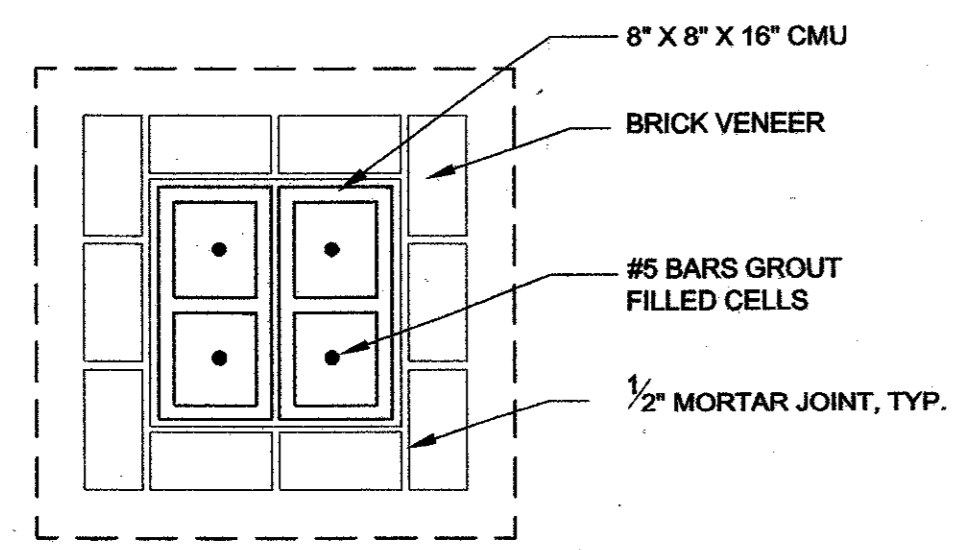 8" X 8" X 16" CMU
BRICK VENEER
#5 BARS GROUT
FILLED CELLS
1/2" MORTAR JOINT, TYP.